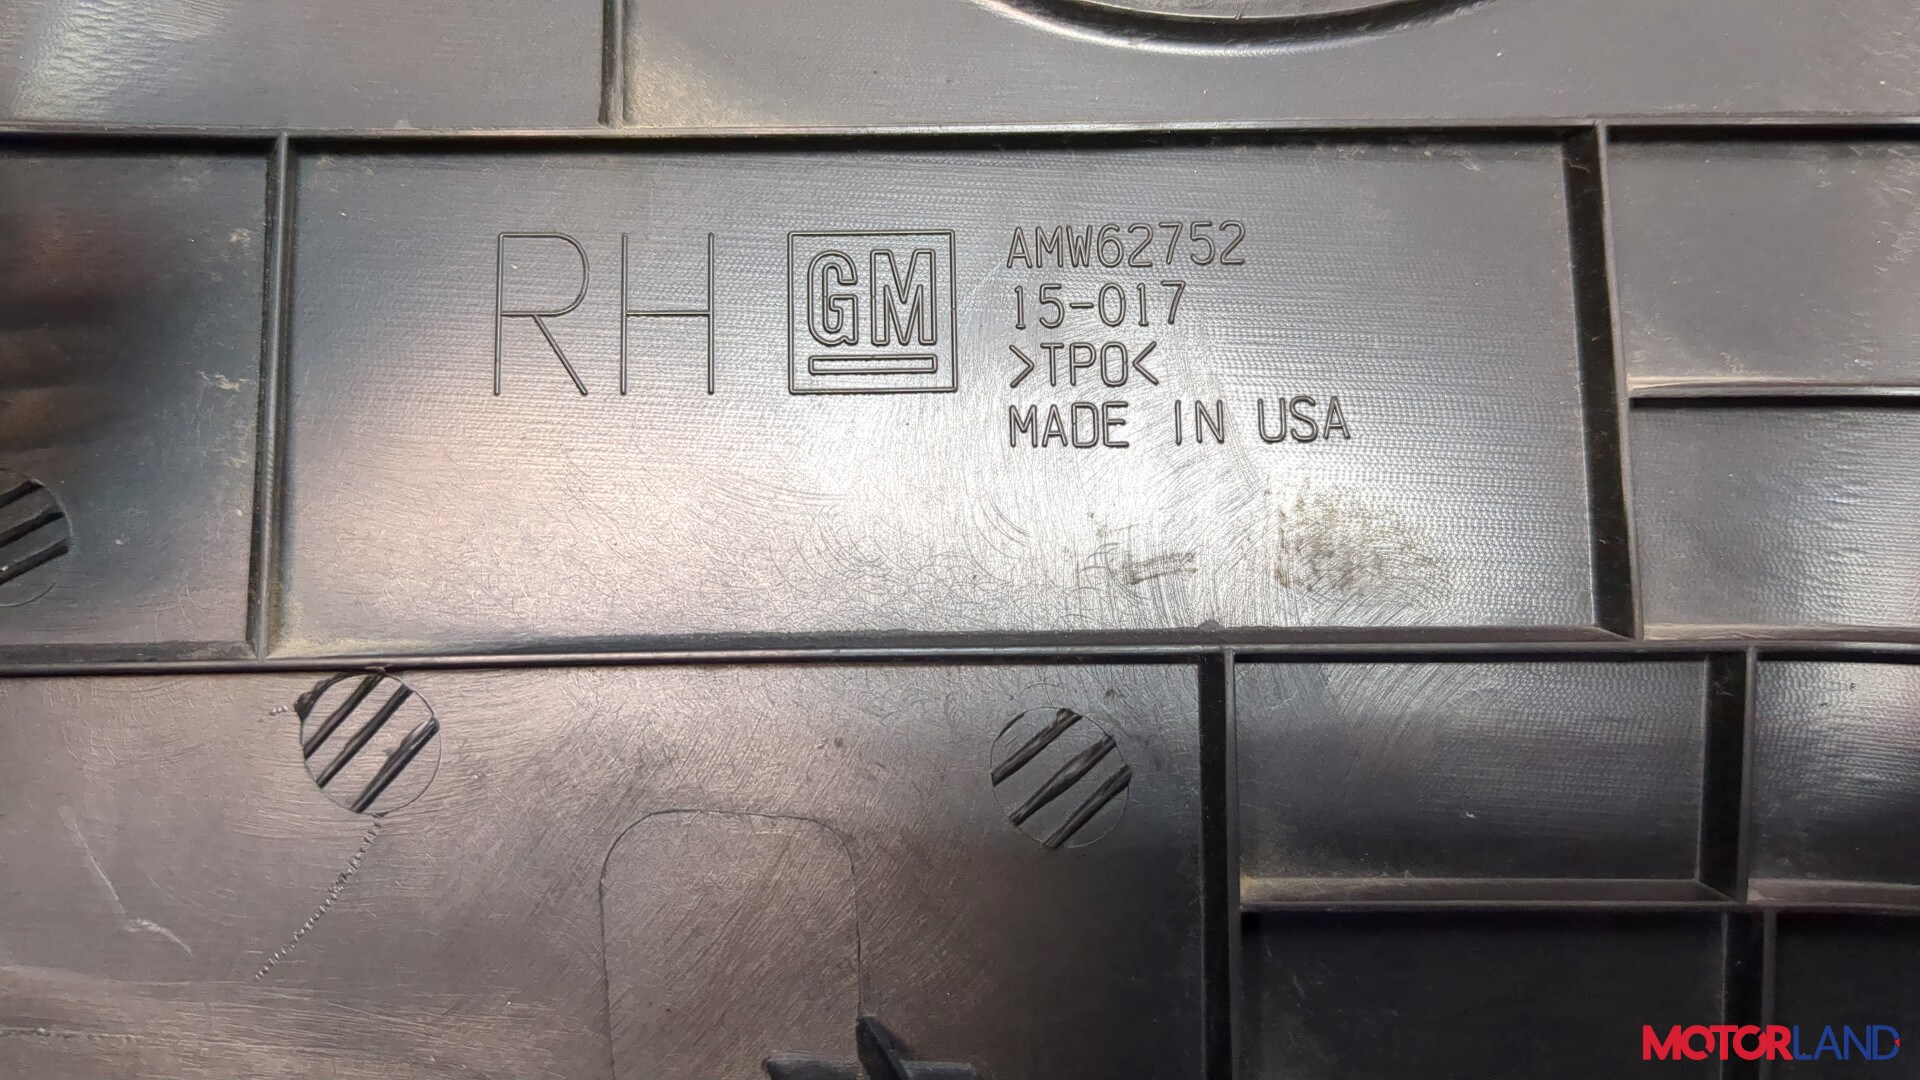 RH GM AMW62752
15-017
>TPO<
MADE IN USA
MOTORLAND